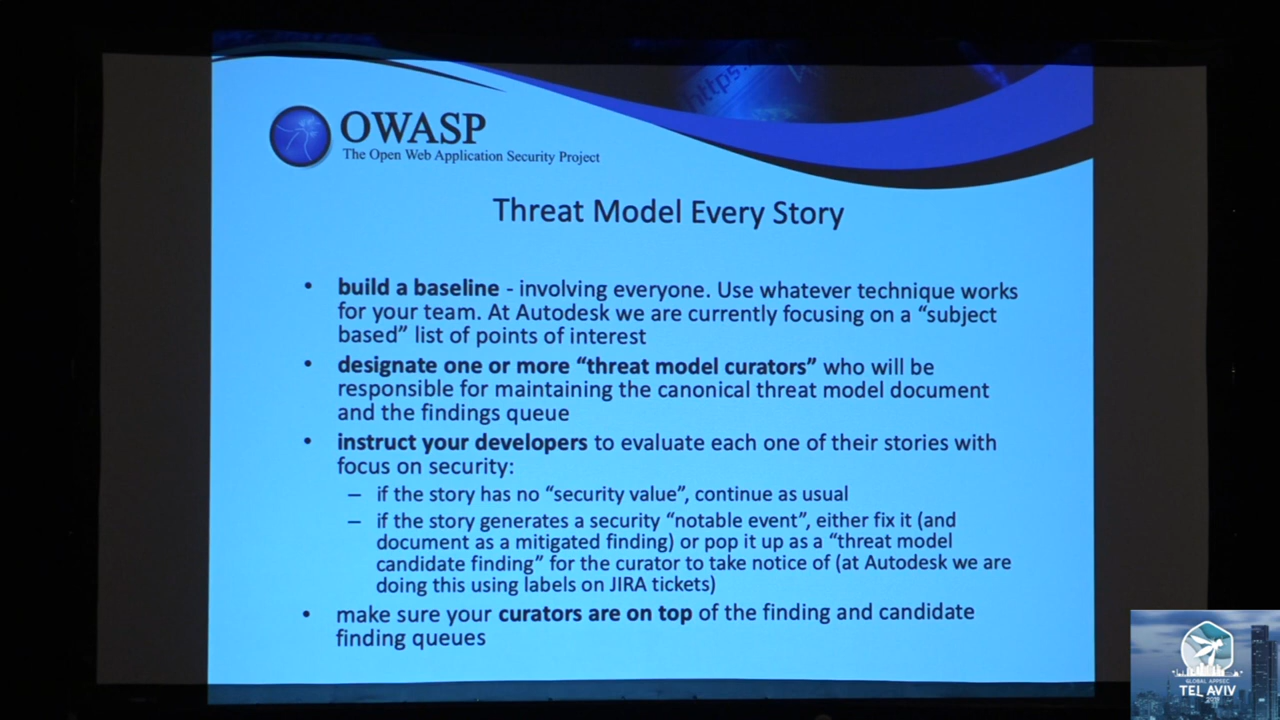 https:
OWASP
The Open Web Application Security Project
Threat Model Every Story
• build a baseline - involving everyone. Use whatever technique works
for your team. At Autodesk we are currently focusing on a “subject
based” list of points of interest
• designate one or more “threat model curators” who will be
responsible for maintaining the canonical threat model document
and the findings queue
• instruct your developers to evaluate each one of their stories with
focus on security:
– if the story has no “security value”, continue as usual
– if the story generates a security “notable event”, either fix it (and
document as a mitigated finding) or pop it up as a “threat model
candidate finding” for the curator to take notice of (at Autodesk we are
doing this using labels on JIRA tickets)
• make sure your curators are on top of the finding and candidate
finding queues
GLOBAL APPSEC
TEL AVIV